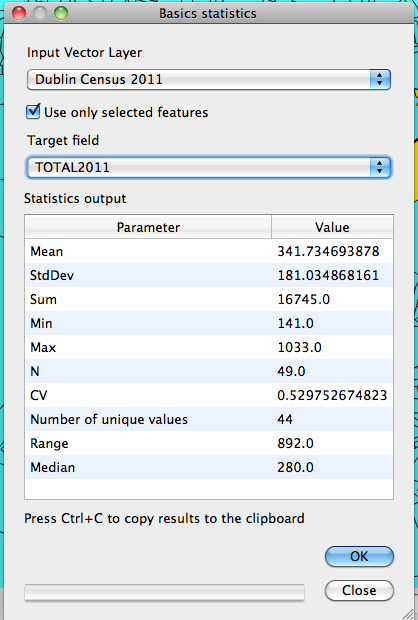 Basics statistics
Input Vector Layer
Dublin Census 2011
Use only selected features
Target field
TOTAL2011
Statistics output
Parameter Value
Mean 341.734693878
StdDev 181.034868161
Sum 16745.0
Min 141.0
Max 1033.0
N 49.0
CV 0.529752674823
Number of unique values 44
Range 892.0
Median 280.0
Press Ctrl+C to copy results to the clipboard
OK
Close